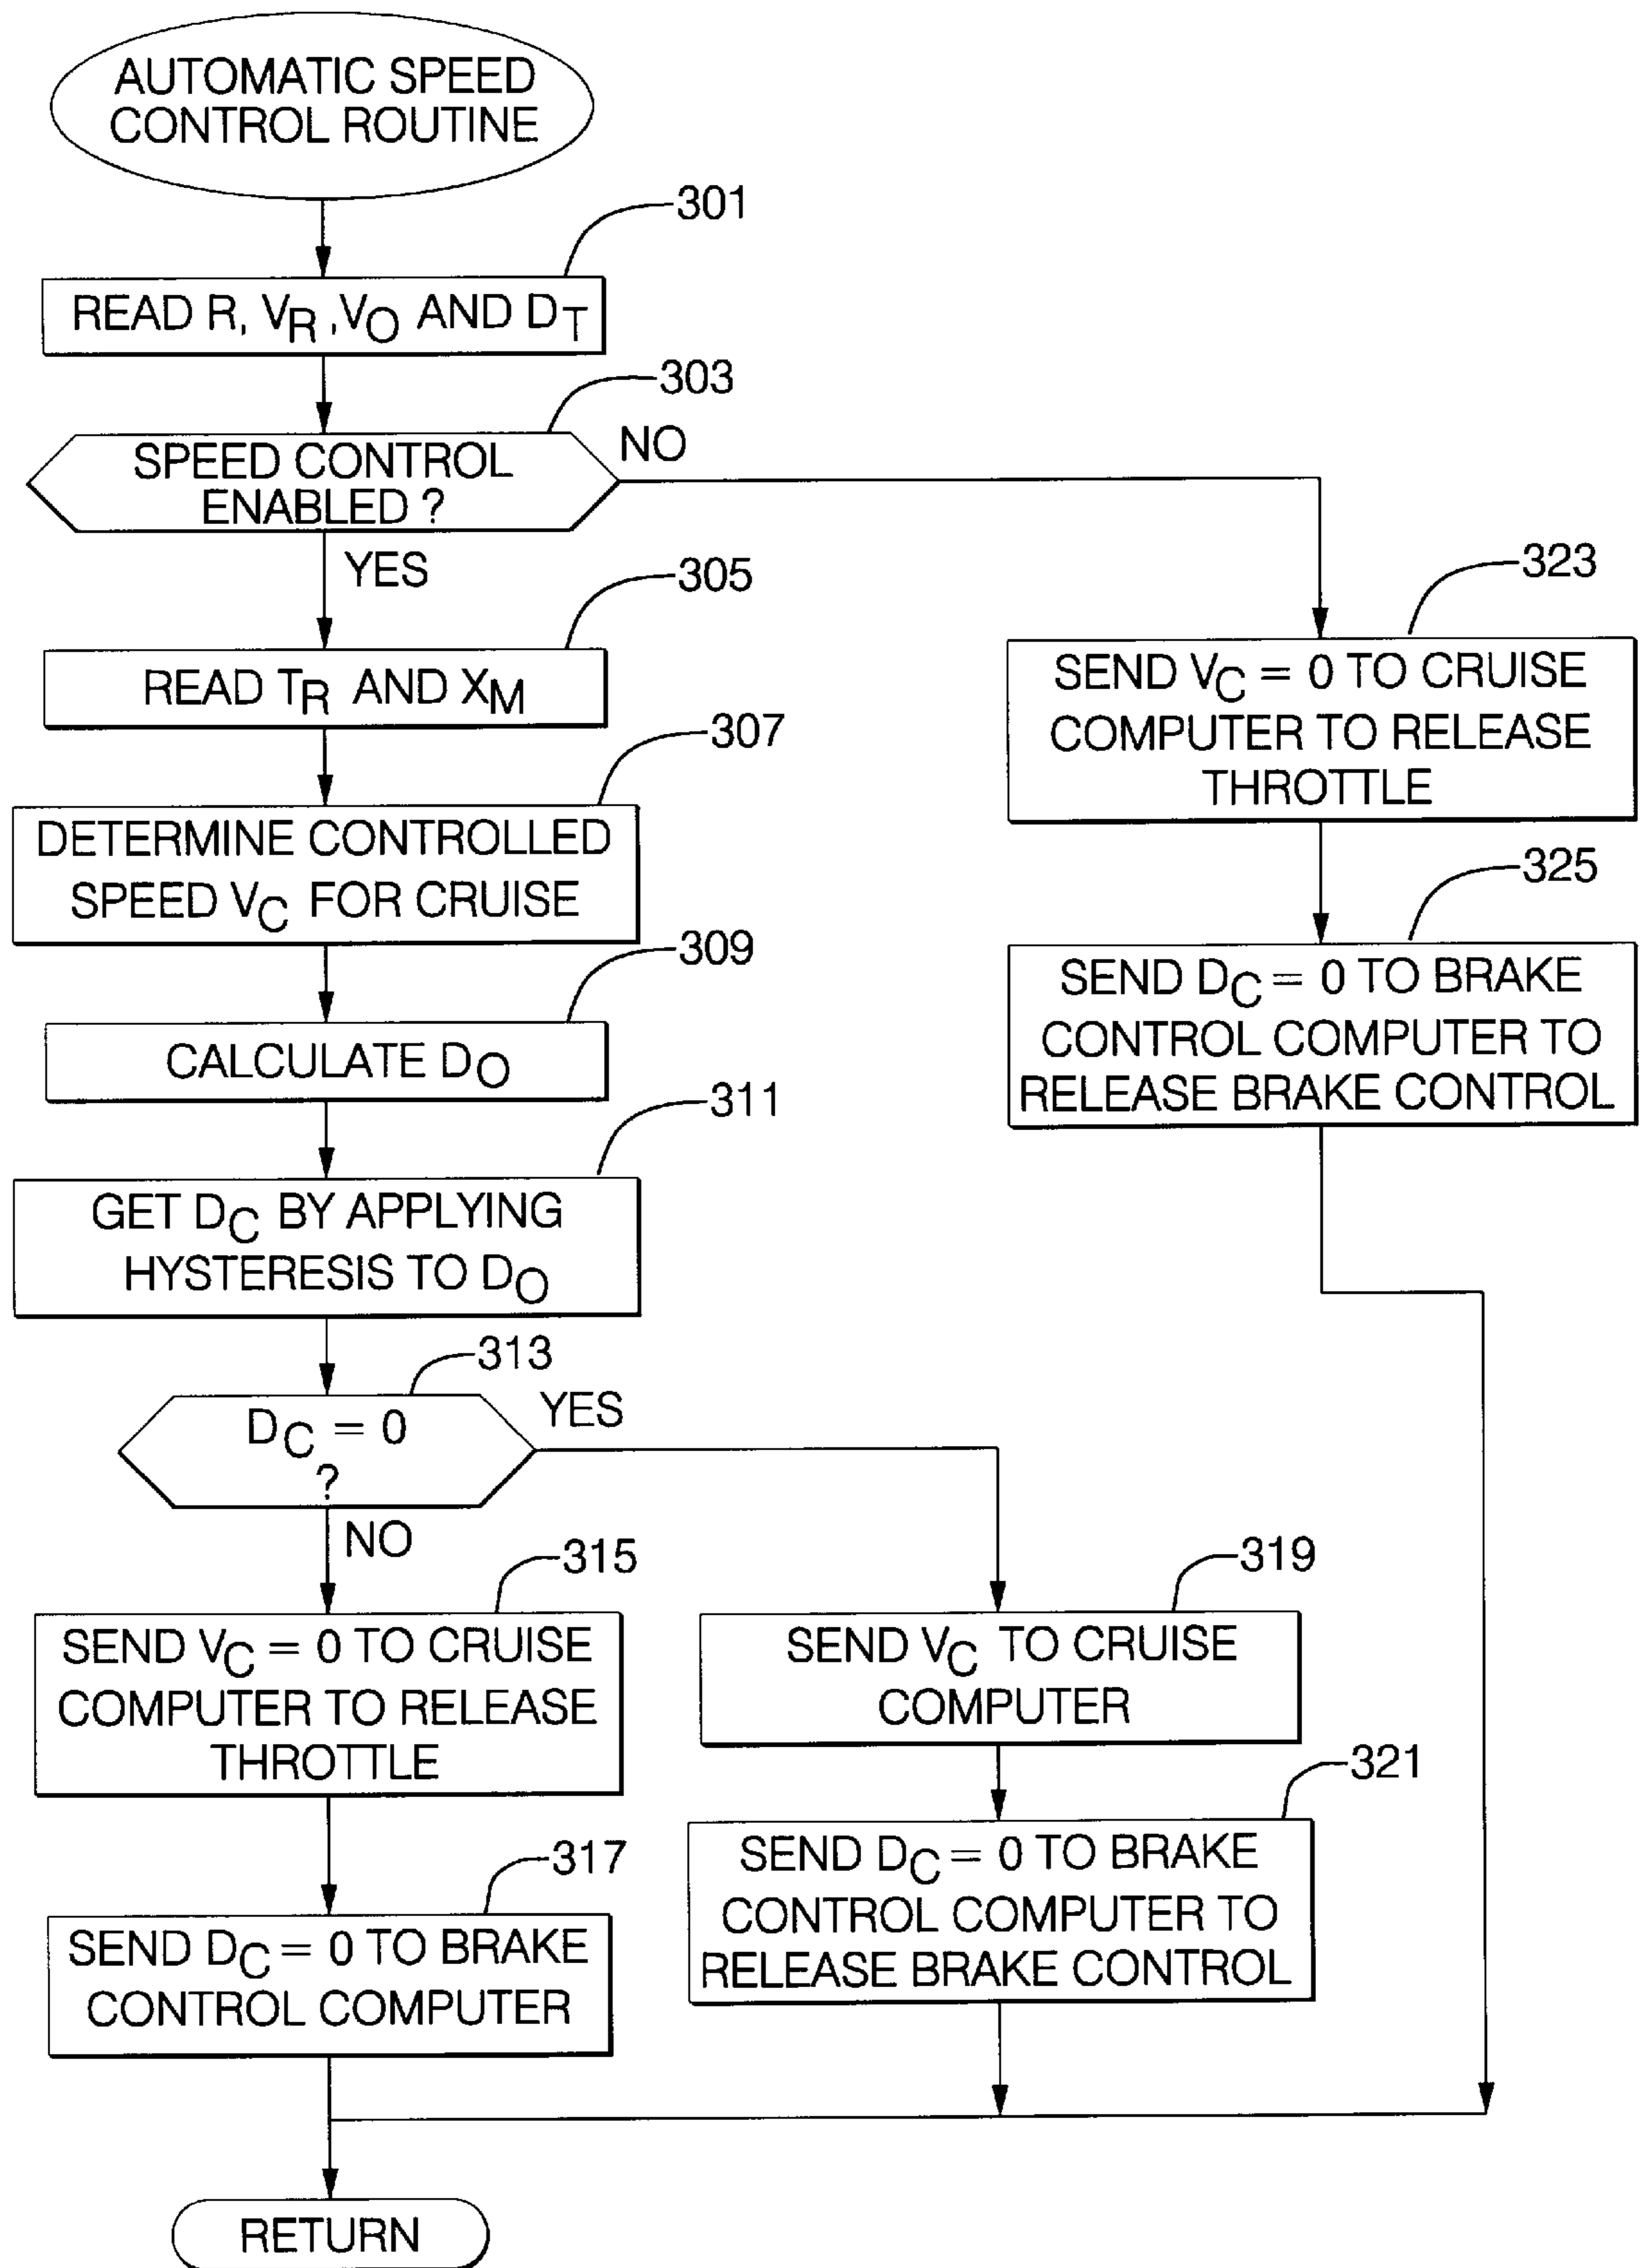 AUTOMATIC SPEED
CONTROL ROUTINE
301
READ R, VR, VO AND DT
303
SPEED CONTROL
ENABLED ?
NO
YES
305
READ TR AND XM
307
DETERMINE CONTROLLED
SPEED VC FOR CRUISE
309
CALCULATE DO
311
GET DC BY APPLYING
HYSTERESIS TO DO
313
DC = 0
?
YES
NO
315
SEND VC = 0 TO CRUISE
COMPUTER TO RELEASE
THROTTLE
317
SEND DC = 0 TO BRAKE
CONTROL COMPUTER
319
SEND VC TO CRUISE
COMPUTER
321
SEND DC = 0 TO BRAKE
CONTROL COMPUTER TO
RELEASE BRAKE CONTROL
323
SEND VC = 0 TO CRUISE
COMPUTER TO RELEASE
THROTTLE
325
SEND DC = 0 TO BRAKE
CONTROL COMPUTER TO
RELEASE BRAKE CONTROL
RETURN